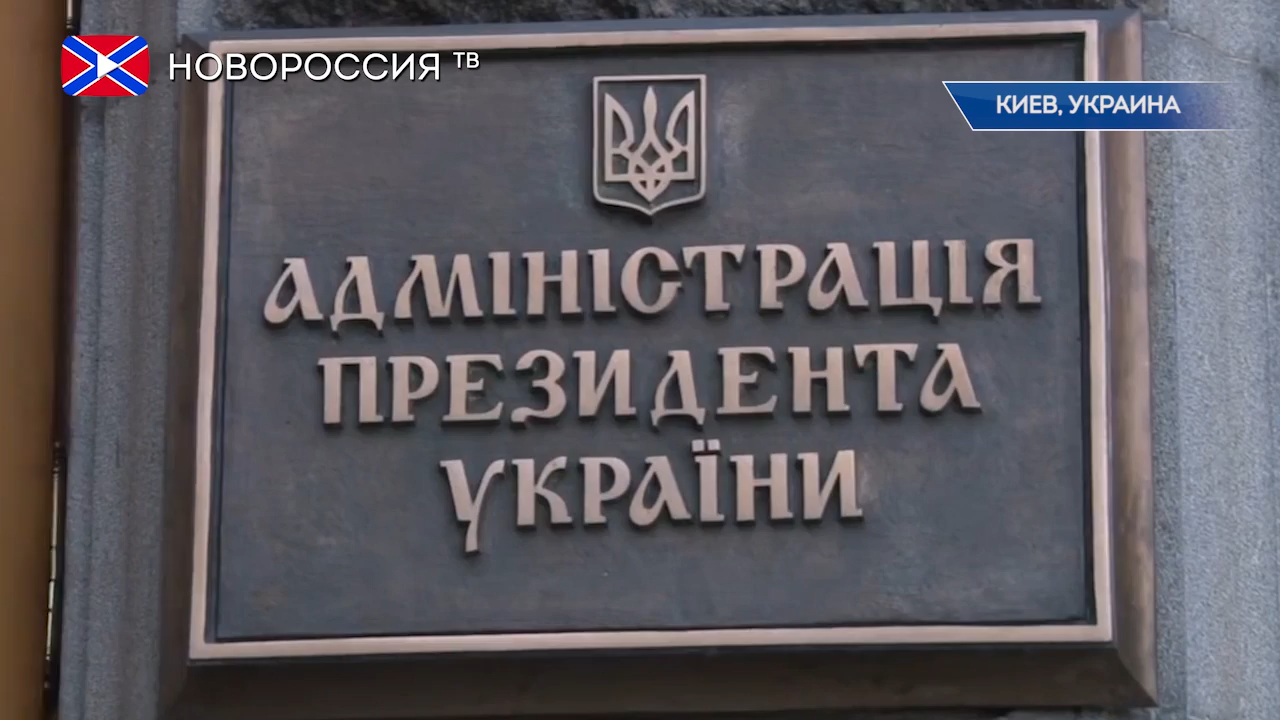 НОВОРОССИЯ ТВ
КИЕВ, УКРАИНА
АДМІНІСТРАЦІЯ
ПРЕЗИДЕНТА
УКРАЇНИ